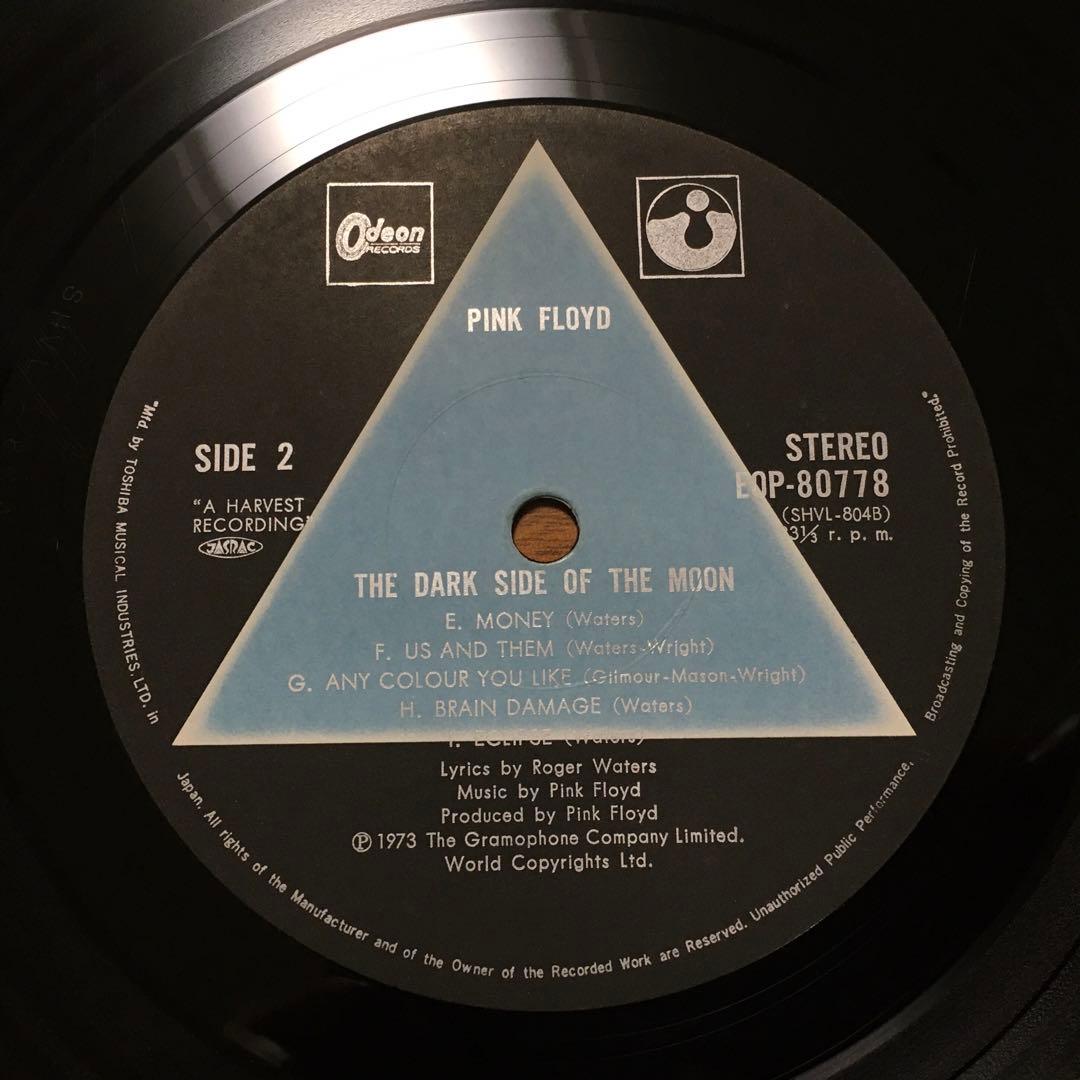 Odeon
RECORDS
PINK FLOYD
SIDE 2
"A HARVEST
RECORDING"
JASRAC
STEREO
EOP-80778
(SHVL-804B)
33⅓ r. p. m.
THE DARK SIDE OF THE MOON
E. MONEY (Waters)
F. US AND THEM (Waters-Wright)
G. ANY COLOUR YOU LIKE (Gilmour-Mason-Wright)
H. BRAIN DAMAGE (Waters)
I. ECLIPSE (Waters)
Lyrics by Roger Waters
Music by Pink Floyd
Produced by Pink Floyd
Ⓟ 1973 The Gramophone Company Limited.
World Copyrights Ltd.
"Mfd. by TOSHIBA MUSICAL INDUSTRIES. LTD. in Japan. All rights of the Manufacturer and of the Owner of the Recorded Work are Reserved. Unauthorized Public Performance, Broadcasting and Copying of the Record Prohibited."